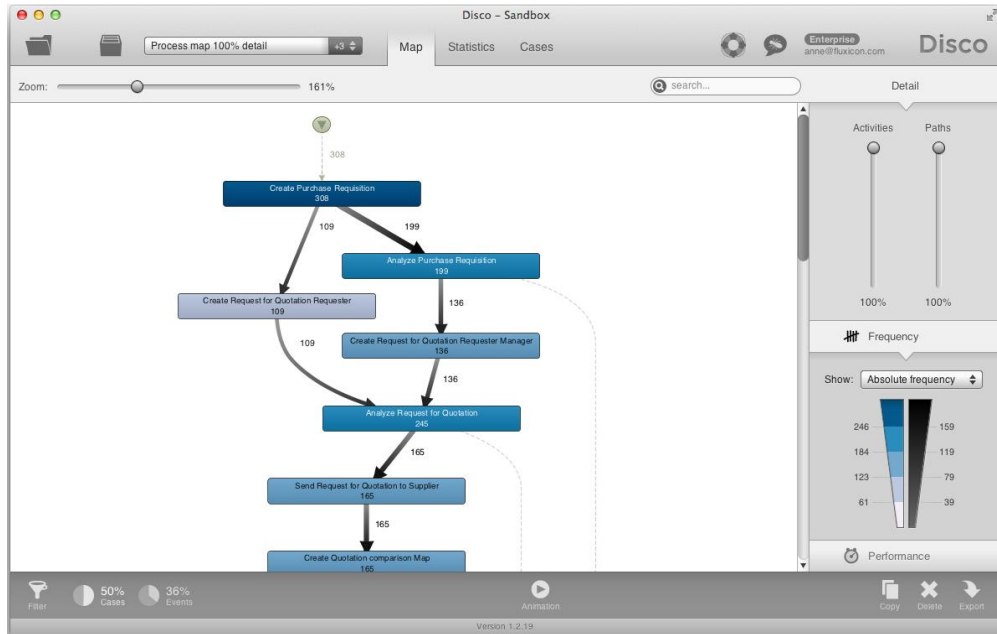 Disco – Sandbox
Process map 100% detail
+3
Map
Statistics
Cases
Enterprise
anne@fluxicon.com
Disco
Zoom:
161%
search...
Detail
Activities
Paths
308
Create Purchase Requisition
308
109
199
Analyze Purchase Requisition
199
Create Request for Quotation Requester
109
136
100%
100%
109
Create Request for Quotation Requester Manager
136
Frequency
136
Show:
Absolute frequency
Analyze Request for Quotation
245
246
159
165
184
119
123
79
Send Request for Quotation to Supplier
165
61
39
165
Create Quotation comparison Map
165
Performance
Filter
50%
Cases
36%
Events
Animation
Copy
Delete
Export
Version 1.2.19